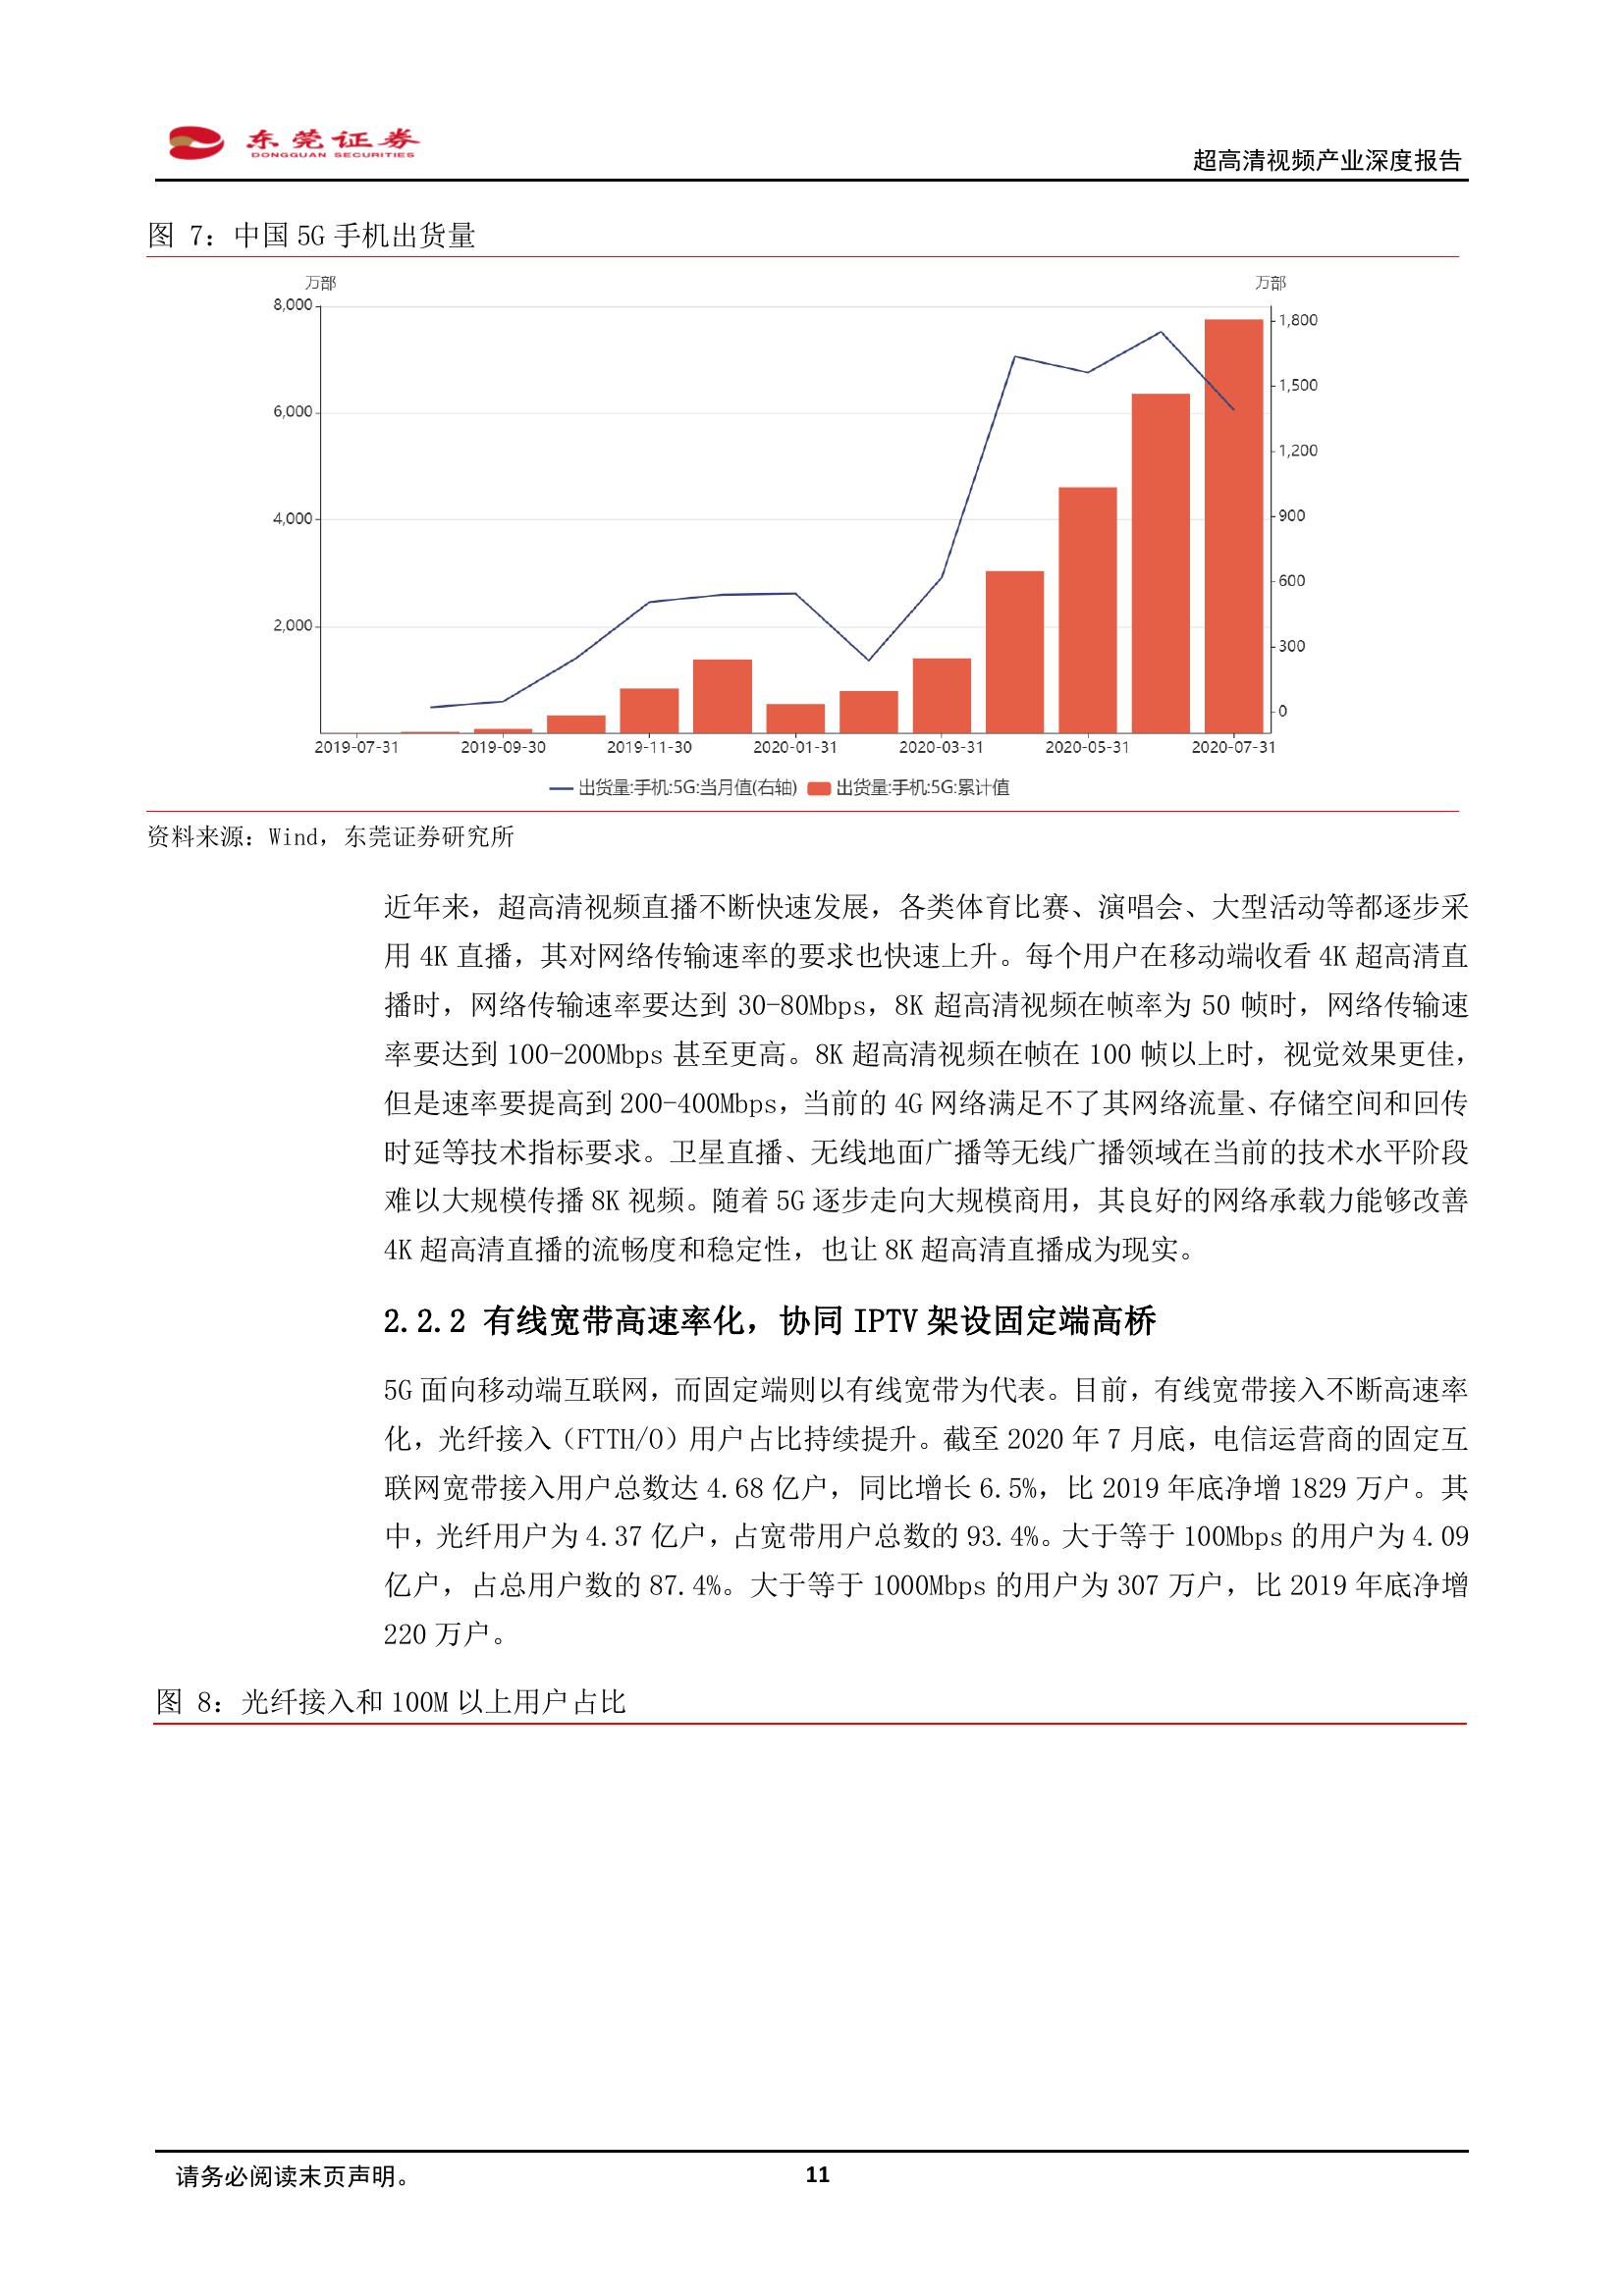 东莞证券
DONGGUAN SECURITIES
超高清视频产业深度报告
图 7：中国 5G 手机出货量
万部
万部
8,000
6,000
4,000
2,000
1,800
1,500
1,200
900
600
300
0
2019-07-31
2019-09-30
2019-11-30
2020-01-31
2020-03-31
2020-05-31
2020-07-31
出货量:手机:5G:当月值(右轴)
出货量:手机:5G:累计值
资料来源：Wind，东莞证券研究所
近年来，超高清视频直播不断快速发展，各类体育比赛、演唱会、大型活动等都逐步采
用 4K 直播，其对网络传输速率的要求也快速上升。每个用户在移动端收看 4K 超高清直
播时，网络传输速率要达到 30-80Mbps，8K 超高清视频在帧率为 50 帧时，网络传输速
率要达到 100-200Mbps 甚至更高。8K 超高清视频在帧在 100 帧以上时，视觉效果更佳，
但是速率要提高到 200-400Mbps，当前的 4G 网络满足不了其网络流量、存储空间和回传
时延等技术指标要求。卫星直播、无线地面广播等无线广播领域在当前的技术水平阶段
难以大规模传播 8K 视频。随着 5G 逐步走向大规模商用，其良好的网络承载力能够改善
4K 超高清直播的流畅度和稳定性，也让 8K 超高清直播成为现实。
2.2.2 有线宽带高速率化，协同 IPTV 架设固定端高桥
5G 面向移动端互联网，而固定端则以有线宽带为代表。目前，有线宽带接入不断高速率
化，光纤接入（FTTH/O）用户占比持续提升。截至 2020 年 7 月底，电信运营商的固定互
联网宽带接入用户总数达 4.68 亿户，同比增长 6.5%，比 2019 年底净增 1829 万户。其
中，光纤用户为 4.37 亿户，占宽带用户总数的 93.4%。大于等于 100Mbps 的用户为 4.09
亿户，占总用户数的 87.4%。大于等于 1000Mbps 的用户为 307 万户，比 2019 年底净增
220 万户。
图 8：光纤接入和 100M 以上用户占比
请务必阅读末页声明。
11